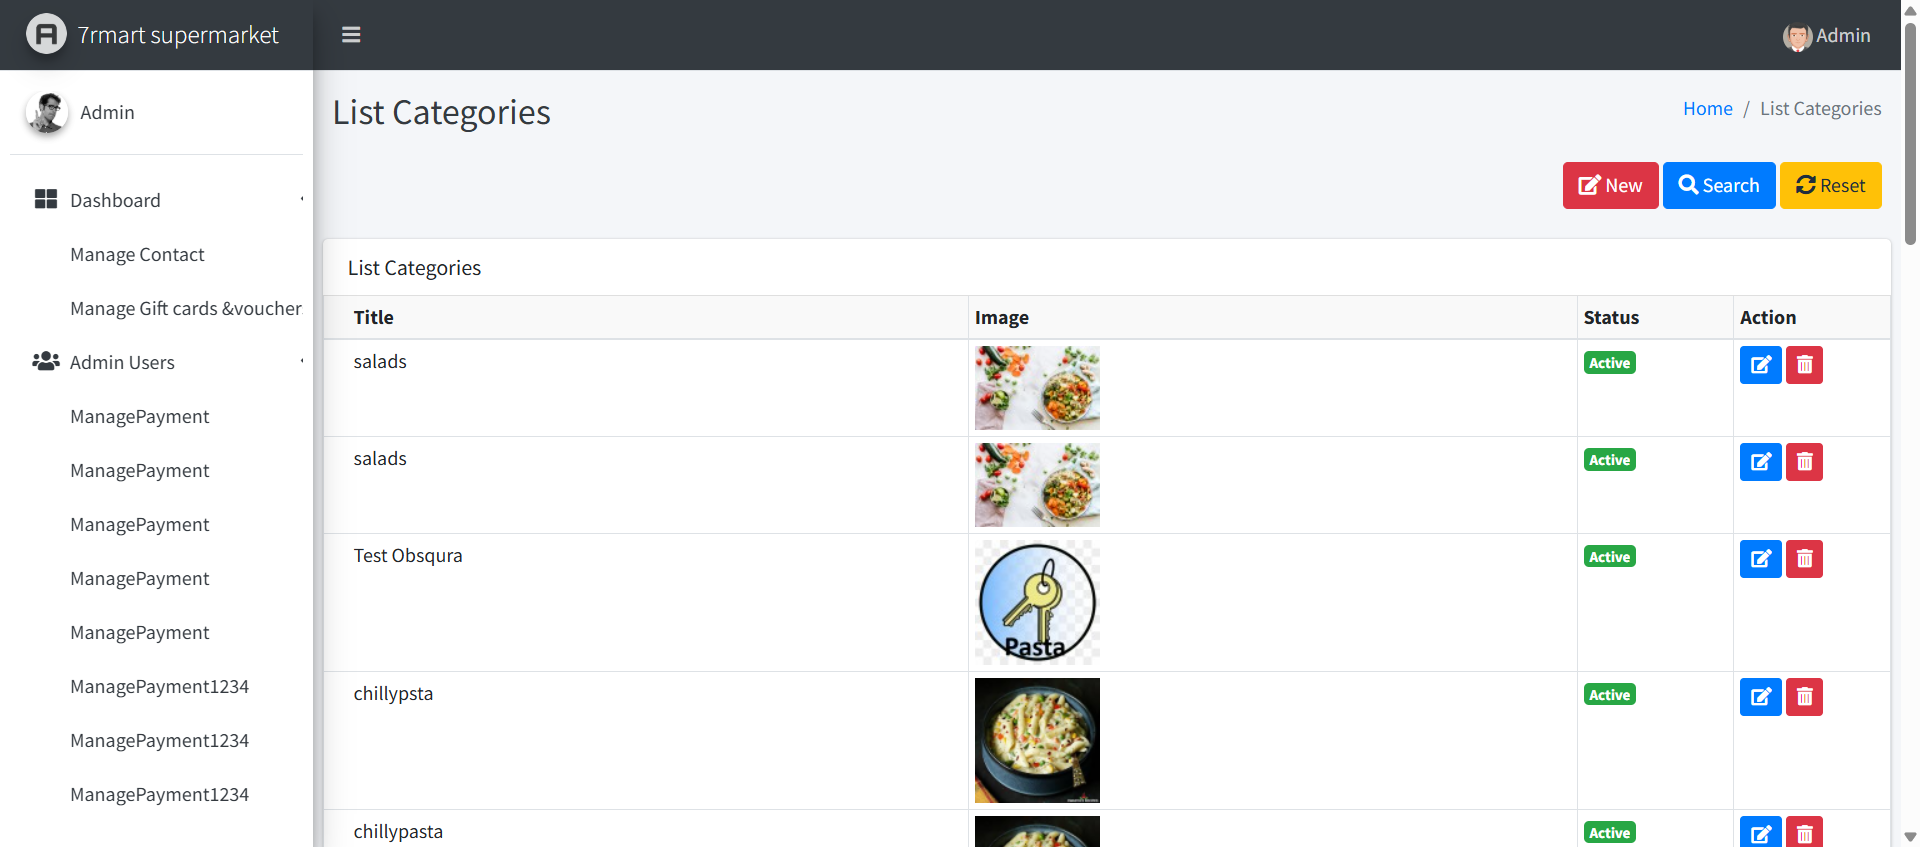 7rmart supermarket
Admin
Admin
Dashboard
Manage Contact
Manage Gift cards &voucher
Admin Users
ManagePayment
ManagePayment
ManagePayment
ManagePayment
ManagePayment
ManagePayment1234
ManagePayment1234
ManagePayment1234
List Categories
Home / List Categories
New
Search
Reset
List Categories
Title Image Status Action
salads Active
salads Active
Test Obsqura Active
Pasta
chillypsta Active
chillypasta Active